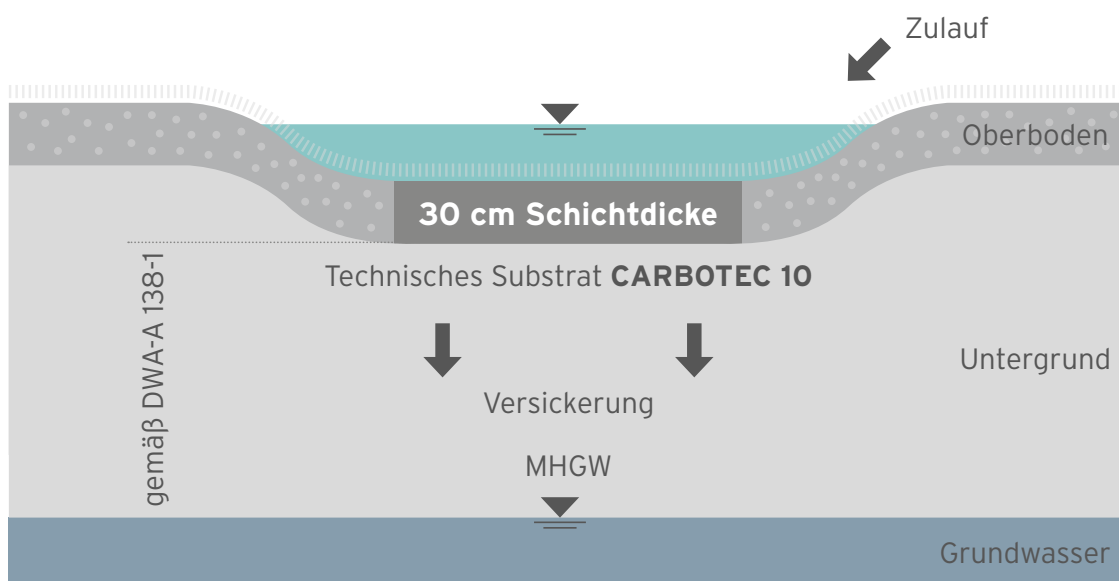 Zulauf
Oberboden
30 cm Schichtdicke
Technisches Substrat CARBOTEC 10
gemäß DWA-A 138-1
Untergrund
Versickerung
MHGW
Grundwasser